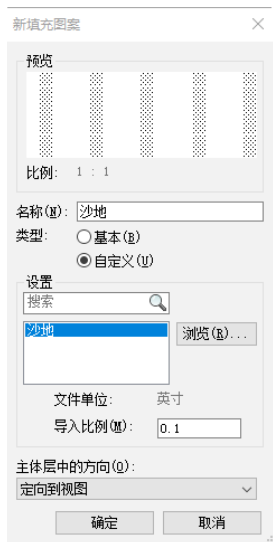 新填充图案
预览
比例: 1 : 1
名称(N): 沙地
类型: 基本(B)
自定义(U)
设置
搜索
沙地
浏览(R)...
文件单位: 英寸
导入比例(M): 0.1
主体层中的方向(O):
定向到视图
确定 取消